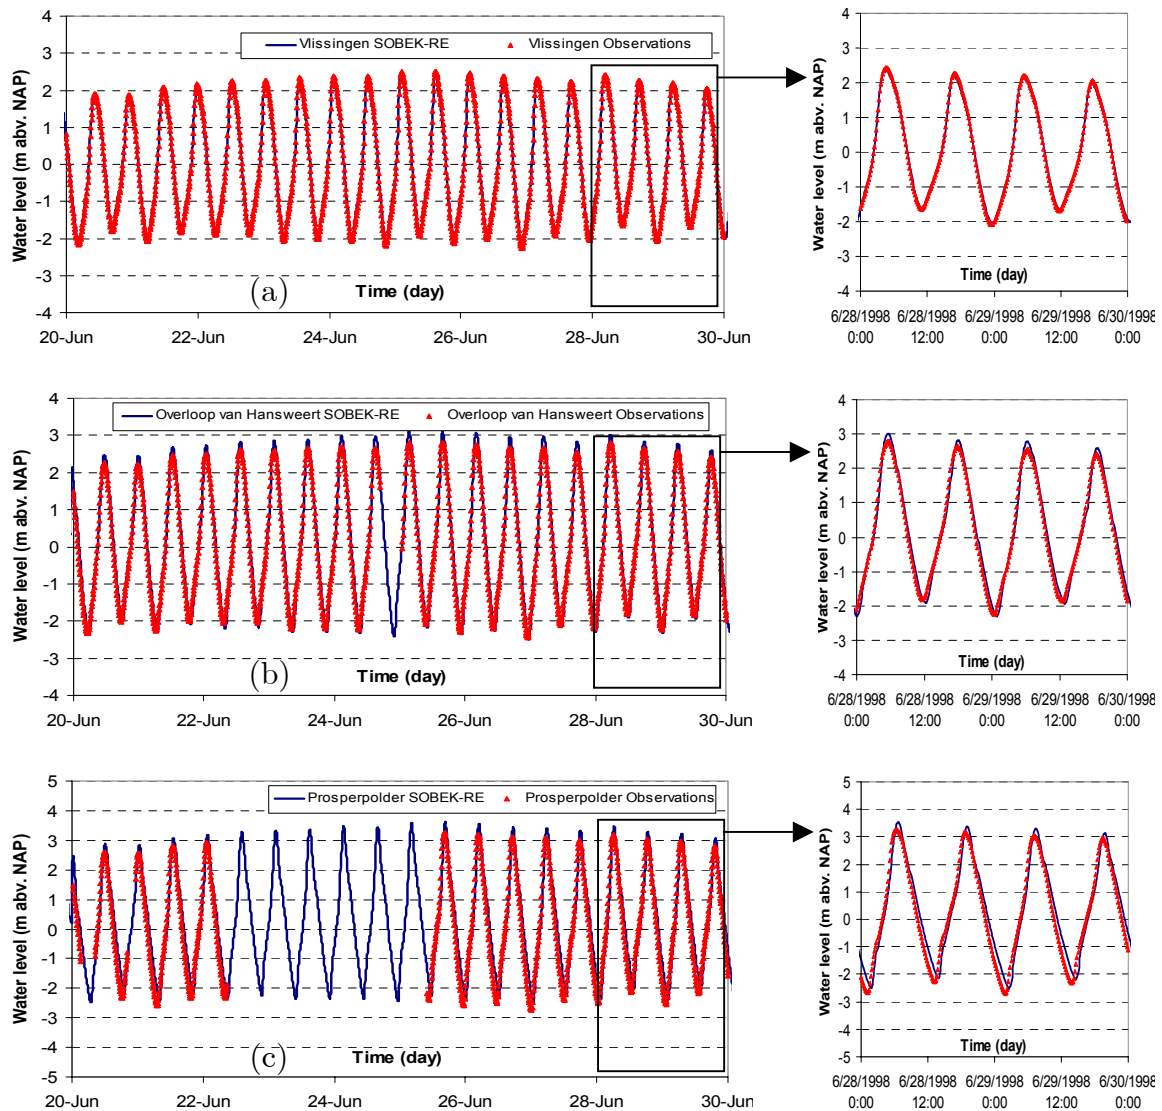 Vlissingen SOBEK-RE
Vlissingen Observations
Water level (m abv. NAP)
4
3
2
1
0
-1
-2
-3
-4
(a)
Time (day)
20-Jun
22-Jun
24-Jun
26-Jun
28-Jun
30-Jun
Water level (m abv. NAP)
4
3
2
1
0
-1
-2
-3
-4
Time (day)
6/28/1998 6/28/1998 6/29/1998 6/29/1998 6/30/1998
0:00 12:00 0:00 12:00 0:00
Overloop van Hansweert SOBEK-RE
Overloop van Hansweert Observations
Water level (m abv. NAP)
4
3
2
1
0
-1
-2
-3
-4
(b)
Time (day)
20-Jun
22-Jun
24-Jun
26-Jun
28-Jun
30-Jun
Water level (m abv. NAP)
4
3
2
1
0
-1
-2
-3
-4
Time (day)
6/28/1998 6/28/1998 6/29/1998 6/29/1998 6/30/1998
0:00 12:00 0:00 12:00 0:00
Prosperpolder SOBEK-RE
Prosperpolder Observations
Water level (m abv. NAP)
5
4
3
2
1
0
-1
-2
-3
-4
-5
(c)
Time (day)
20-Jun
22-Jun
24-Jun
26-Jun
28-Jun
30-Jun
Water level (m abv. NAP)
5
4
3
2
1
0
-1
-2
-3
-4
-5
Time (day)
6/28/1998 6/28/1998 6/29/1998 6/29/1998 6/30/1998
0:00 12:00 0:00 12:00 0:00